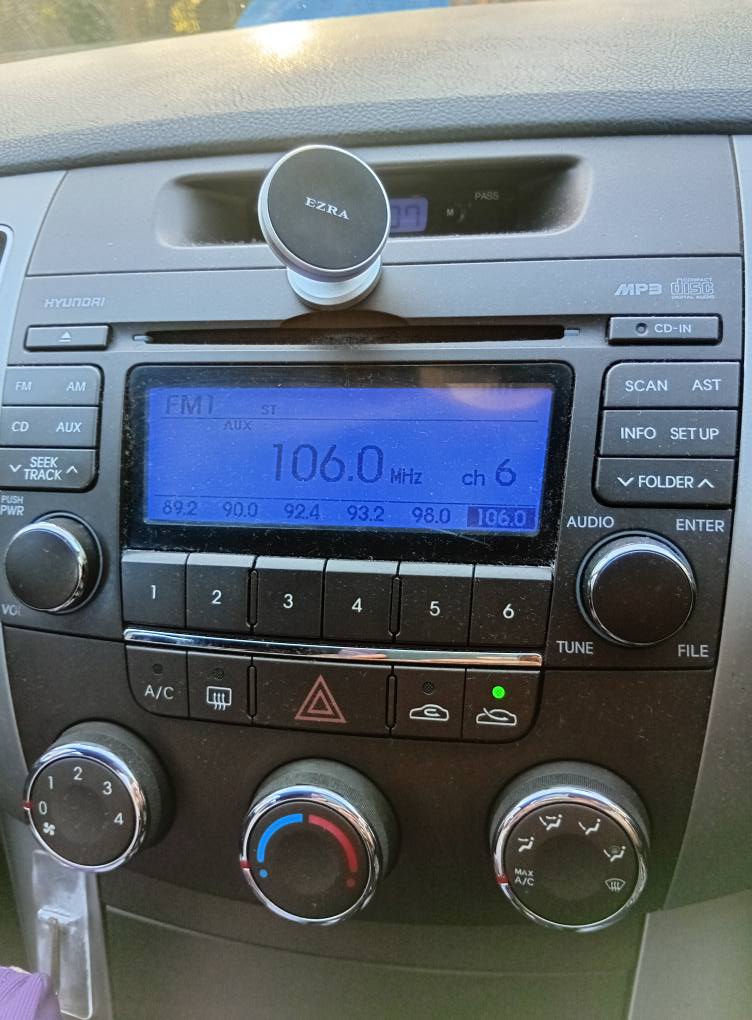 EZRA
PASS
M
HYUNDAI
MP3 COMPACT disc DIGITAL AUDIO
CD-IN
FM AM
SCAN AST
CD AUX
INFO SETUP
SEEK
TRACK
FOLDER
FM1 ST
AUX
106.0 MHz ch 6
89.2 90.0 92.4 93.2 98.0 106.0
PUSH
PWR
AUDIO ENTER
VOL
TUNE FILE
1 2 3 4 5 6
A/C
0 1 2 3 4
MAX
A/C